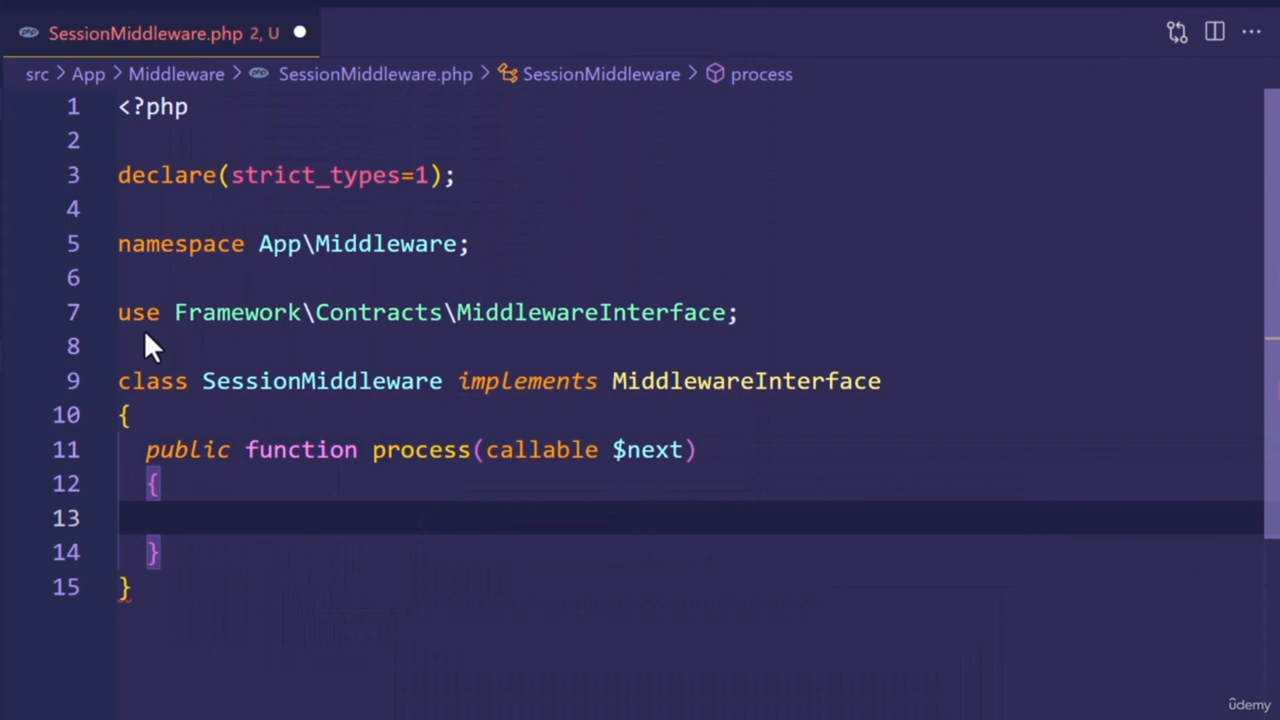 SessionMiddleware.php 2, U
src > App > Middleware > SessionMiddleware.php > SessionMiddleware > process
1 <?php
2
3 declare(strict_types=1);
4
5 namespace App\Middleware;
6
7 use Framework\Contracts\MiddlewareInterface;
8
9 class SessionMiddleware implements MiddlewareInterface
10 {
11 public function process(callable $next)
12 {
13
14 }
15 }
ûdemy